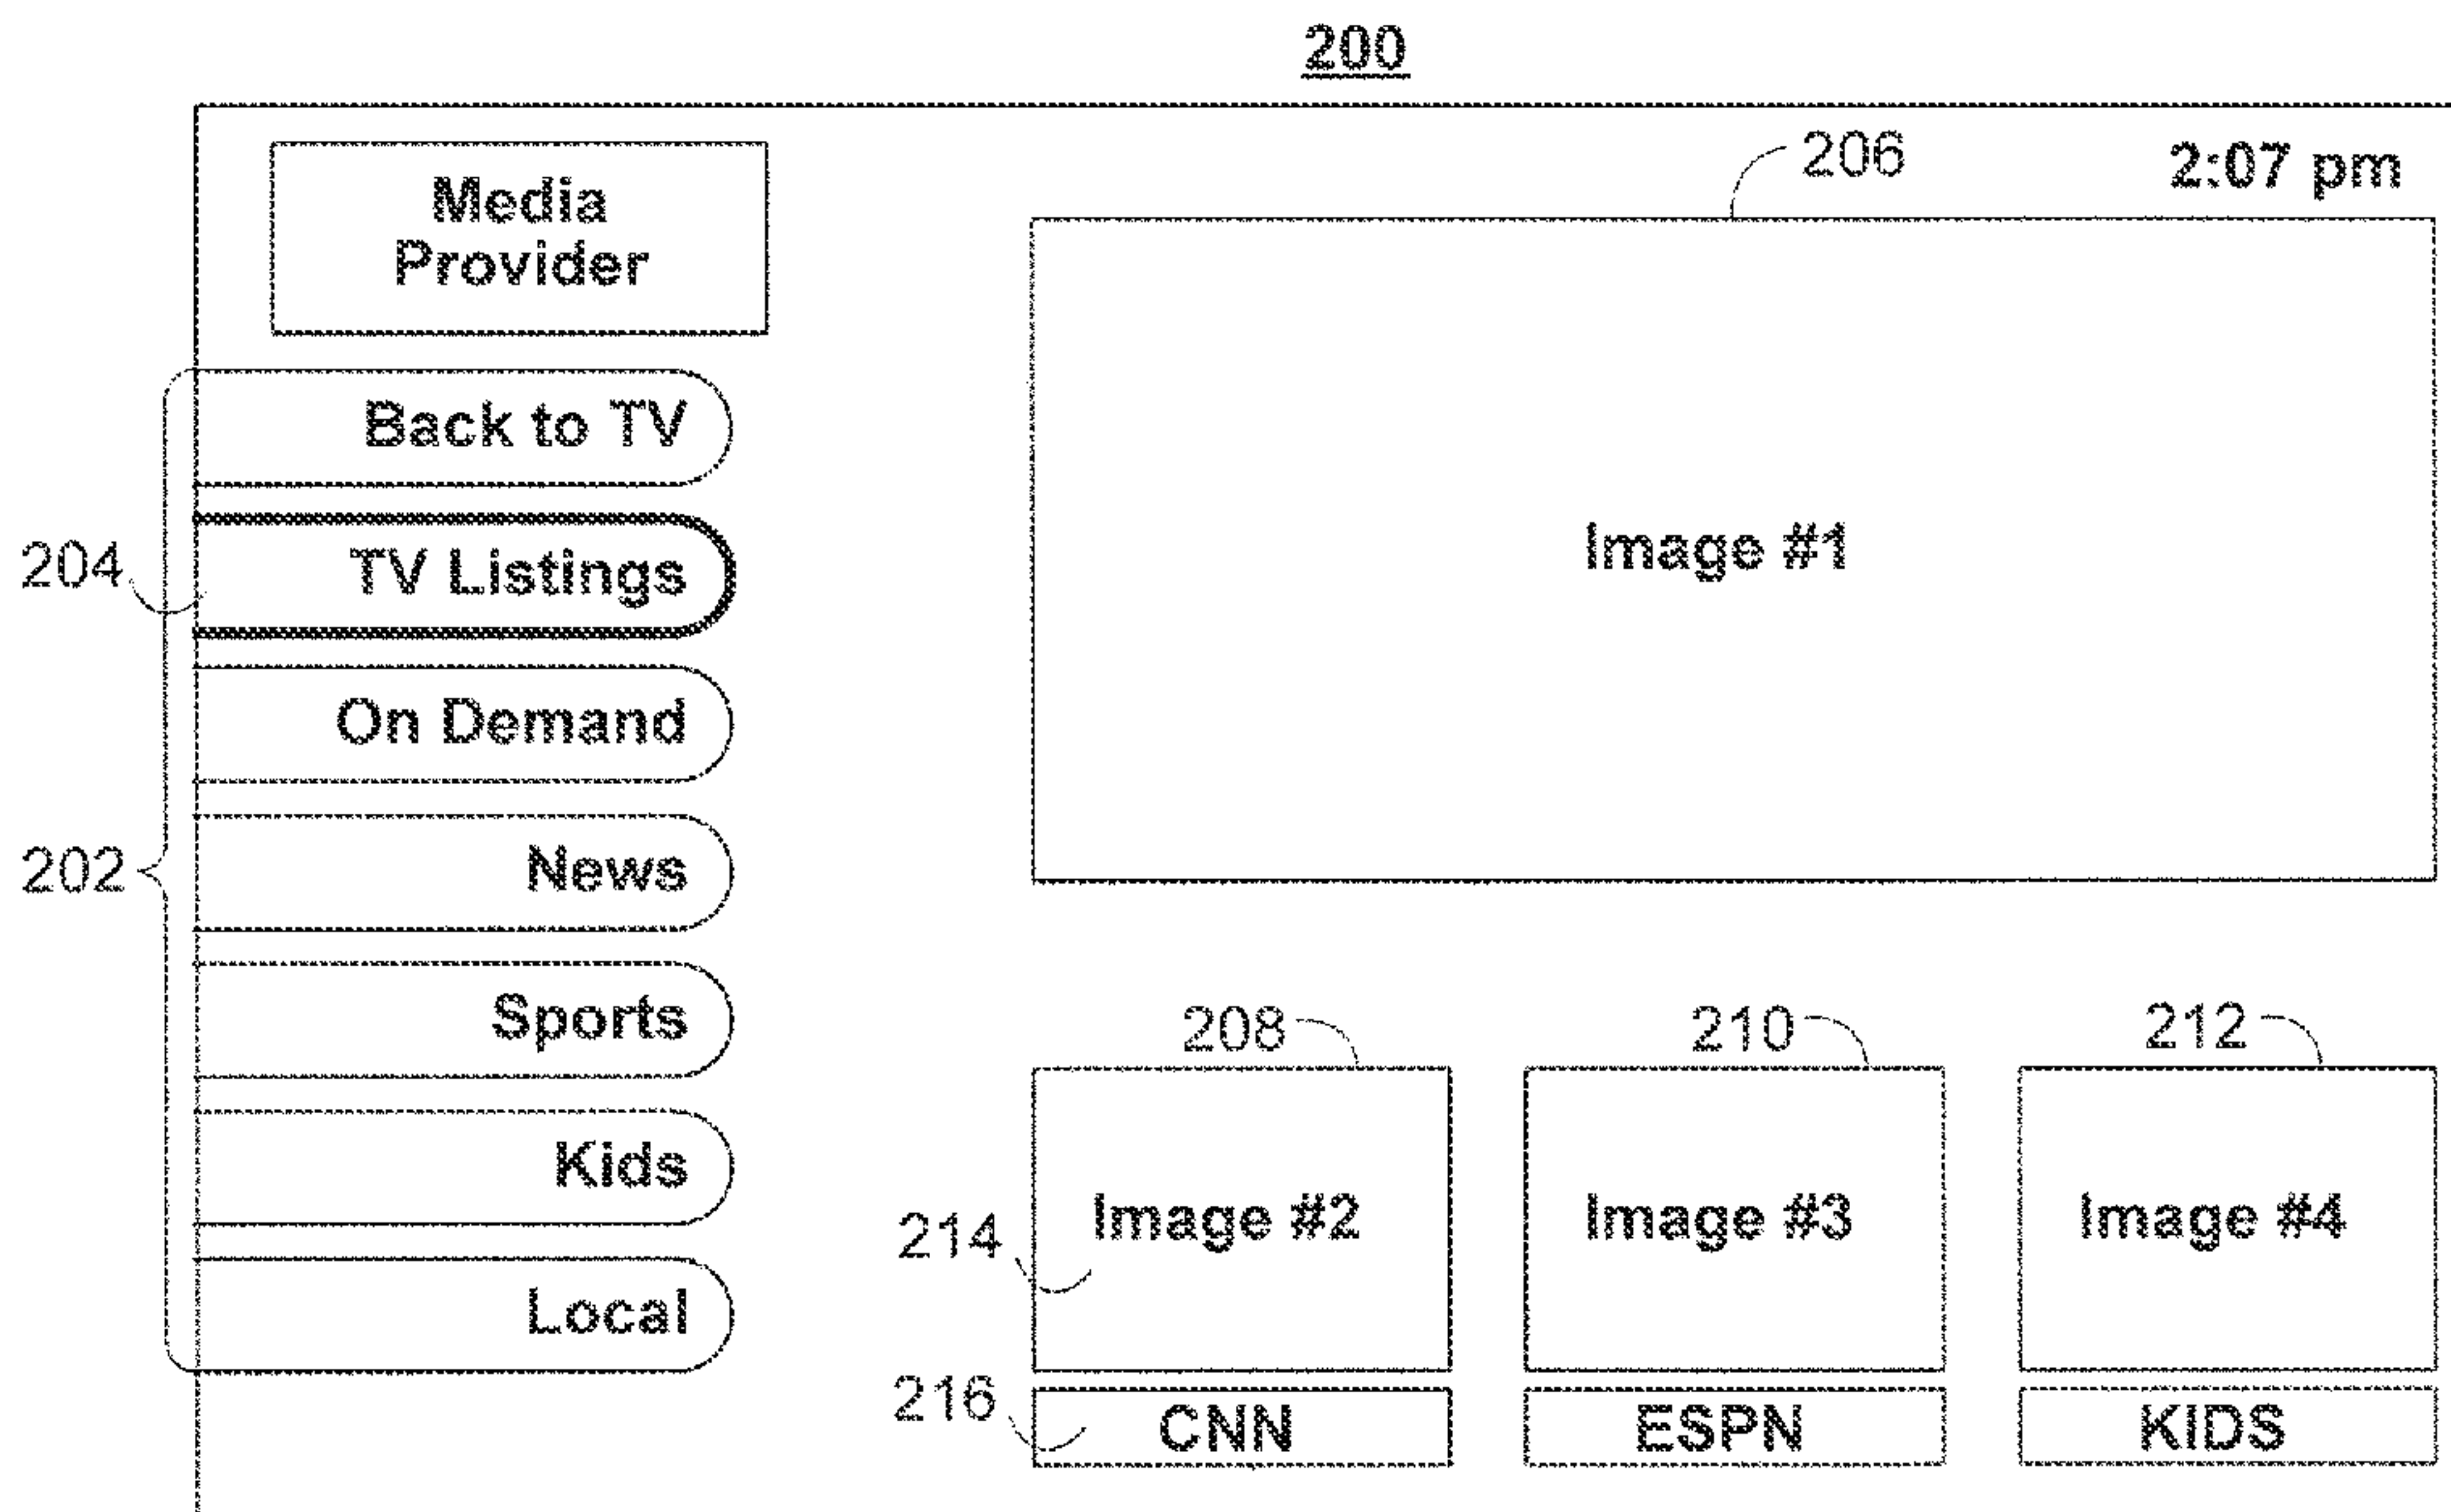 200
206
2:07 pm
Media
Provider
Back to TV
204
TV Listings
Image #1
On Demand
202
News
Sports
208
210
212
Kids
214
Image #2
Image #3
Image #4
Local
216
CNN
ESPN
KIDS